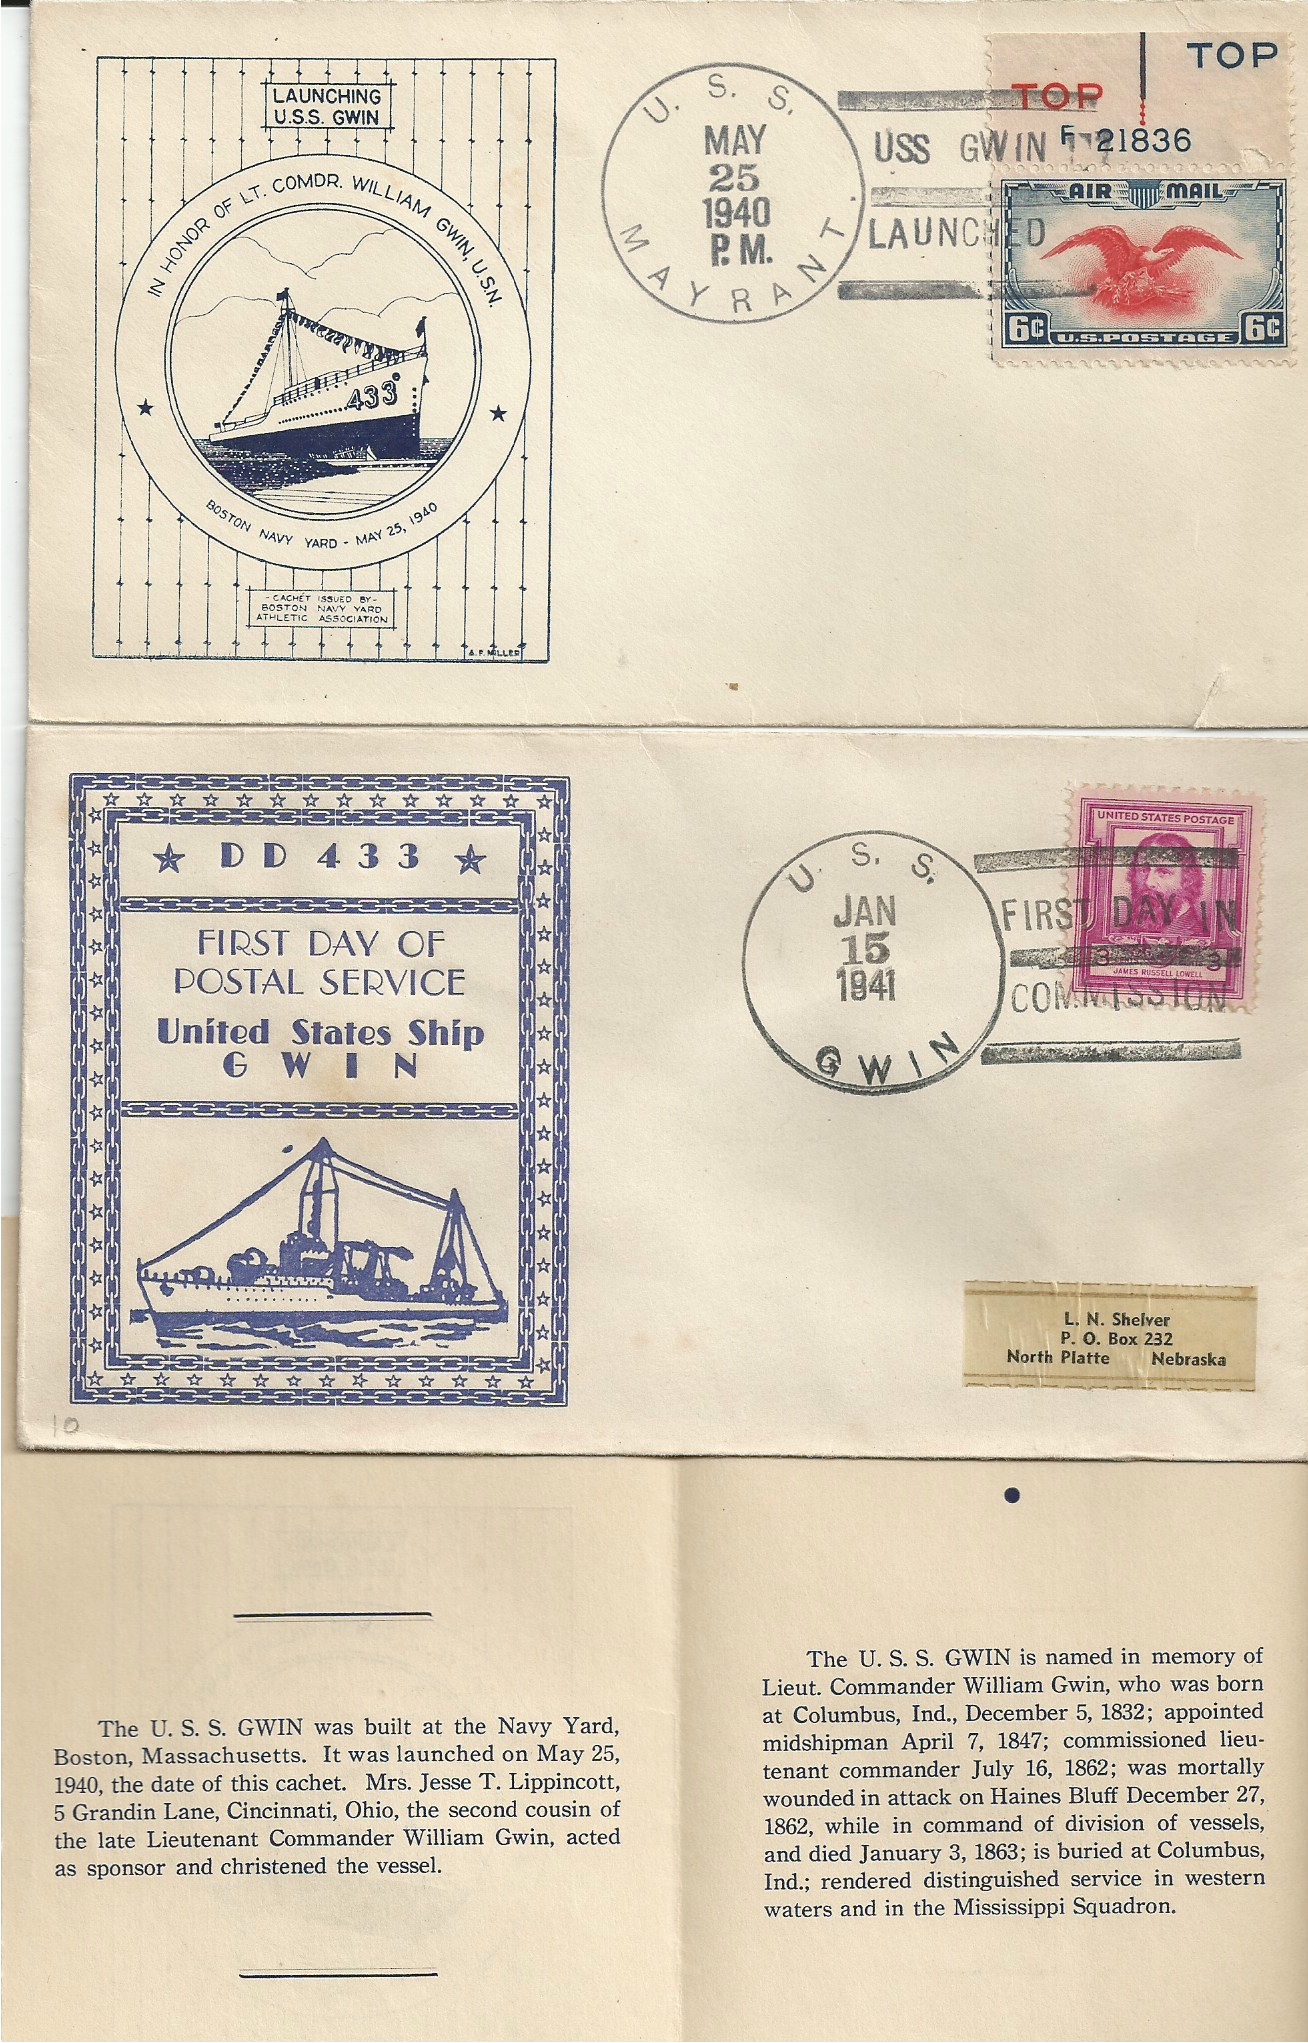 LAUNCHING
U.S.S. GWIN
IN HONOR OF LT. COMDR. WILLIAM GWIN, U.S.N.
433
BOSTON NAVY YARD - MAY 25, 1940
- CACHET ISSUED BY -
BOSTON NAVY YARD
ATHLETIC ASSOCIATION
A. F. MILLER
U. S. S.
MAY
25
1940
P.M.
MAYRANT.
USS GWIN
LAUNCHED
TOP
TOP
F 21836
AIR MAIL
6¢ U.S. POSTAGE 6¢
DD 433
FIRST DAY OF
POSTAL SERVICE
United States Ship
GWIN
U. S. S.
JAN
15
1941
GWIN
FIRST DAY IN
COMMISSION
UNITED STATES POSTAGE
3 3
JAMES RUSSELL LOWELL
L. N. Shelver
P. O. Box 232
North Platte Nebraska
10
The U. S. S. GWIN was built at the Navy Yard,
Boston, Massachusetts. It was launched on May 25,
1940, the date of this cachet. Mrs. Jesse T. Lippincott,
5 Grandin Lane, Cincinnati, Ohio, the second cousin of
the late Lieutenant Commander William Gwin, acted
as sponsor and christened the vessel.
The U. S. S. GWIN is named in memory of
Lieut. Commander William Gwin, who was born
at Columbus, Ind., December 5, 1832; appointed
midshipman April 7, 1847; commissioned lieu-
tenant commander July 16, 1862; was mortally
wounded in attack on Haines Bluff December 27,
1862, while in command of division of vessels,
and died January 3, 1863; is buried at Columbus,
Ind.; rendered distinguished service in western
waters and in the Mississippi Squadron.